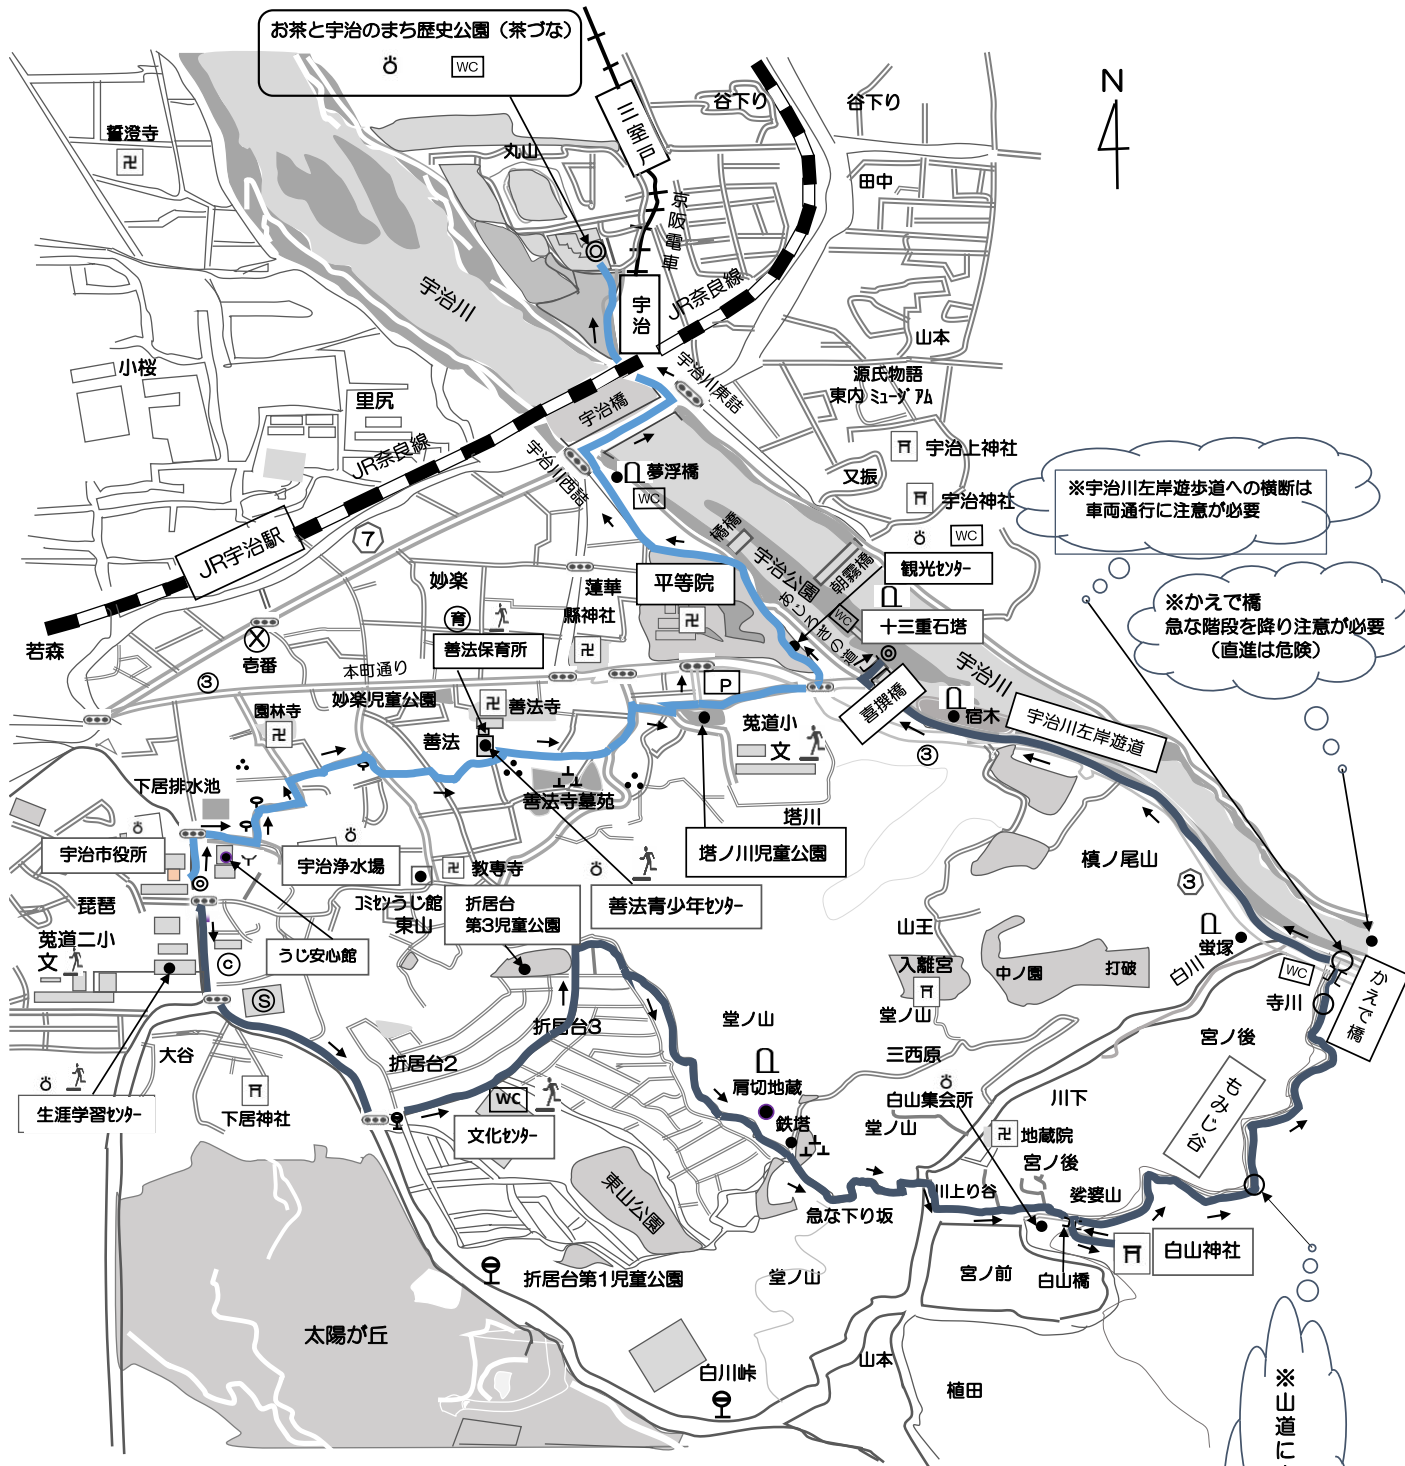 お茶と宇治のまち歴史公園（茶づな）
WC
N
三室戸
谷下り
谷下り
誓澄寺
丸山
田中
京阪電車
宇治川
宇治
JR奈良線
山本
宇治川東詰
小桜
源氏物語
東内ミュｰｼﾞアム
里尻
宇治橋
JR奈良線
宇治川西詰
夢浮橋
WC
宇治上神社
又振
宇治神社
※宇治川左岸遊歩道への横断は
車両通行に注意が必要
7
橘橋
宇治公園
朝霧橋
WC
観光ｾﾝﾀｰ
JR宇治駅
妙楽
蓮華
平等院
あじろぎの道
WC
※かえで橋
急な階段を降り注意が必要
（直進は危険）
育
縣神社
十三重石塔
若森
壱番
善法保育所
本町通り
宇治川
③
妙楽児童公園
P
喜撰橋
園林寺
善法寺
莵道小
宿木
宇治川左岸遊道
善法
文
③
下居排水池
善法寺墓苑
塔川
宇治市役所
宇治浄水場
塔ノ川児童公園
槙ノ尾山
教専寺
③
琵琶
ｺﾐｾﾝうじ館
東山
折居台
第3児童公園
善法青少年ｾﾝﾀｰ
山王
莵道二小
文
うじ安心館
蛍塚
C
入離宮
中ノ園
打破
白川
WC
かえで橋
S
寺川
堂ノ山
堂ノ山
折居台3
宮ノ後
大谷
折居台2
三西原
もみじ谷
肩切地蔵
白山集会所
川下
生涯学習ｾﾝﾀｰ
下居神社
WC
文化ｾﾝﾀｰ
鉄塔
堂ノ山
地蔵院
宮ノ後
東山公園
川上り谷
娑婆山
急な下り坂
白山神社
折居台第1児童公園
堂ノ山
宮ノ前
白山橋
太陽が丘
白川峠
山本
植田
※山道に